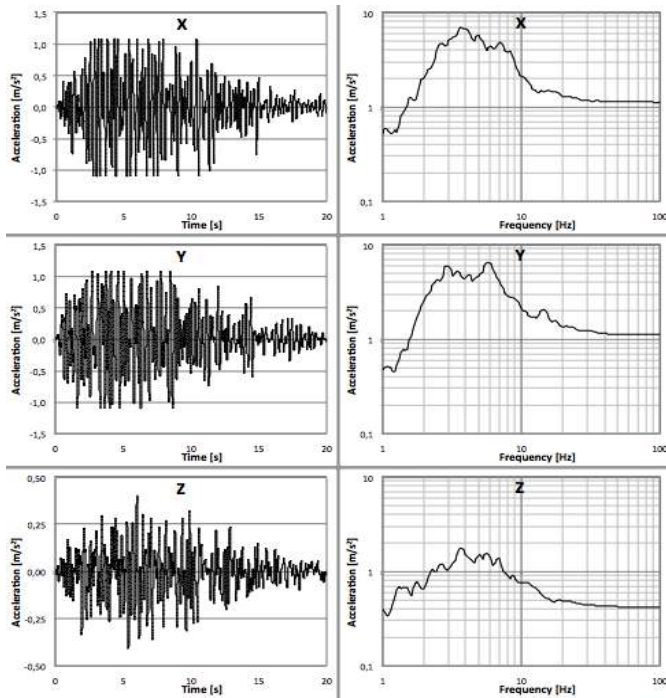 X
Acceleration [m/s²]
1,5
1,0
0,5
0,0
-0,5
-1,0
-1,5
0 5 10 15 20
Time [s]
X
Acceleration [m/s²]
10
1
0,1
1 10 100
Frequency [Hz]
Y
Acceleration [m/s²]
1,5
1,0
0,5
0,0
-0,5
-1,0
-1,5
0 5 10 15 20
Time [s]
Y
Acceleration [m/s²]
10
1
0,1
1 10 100
Frequency [Hz]
Z
Acceleration [m/s²]
0,50
0,25
0,00
-0,25
-0,50
0 5 10 15 20
Time [s]
Z
Acceleration [m/s²]
10
1
0,1
1 10 100
Frequency [Hz]